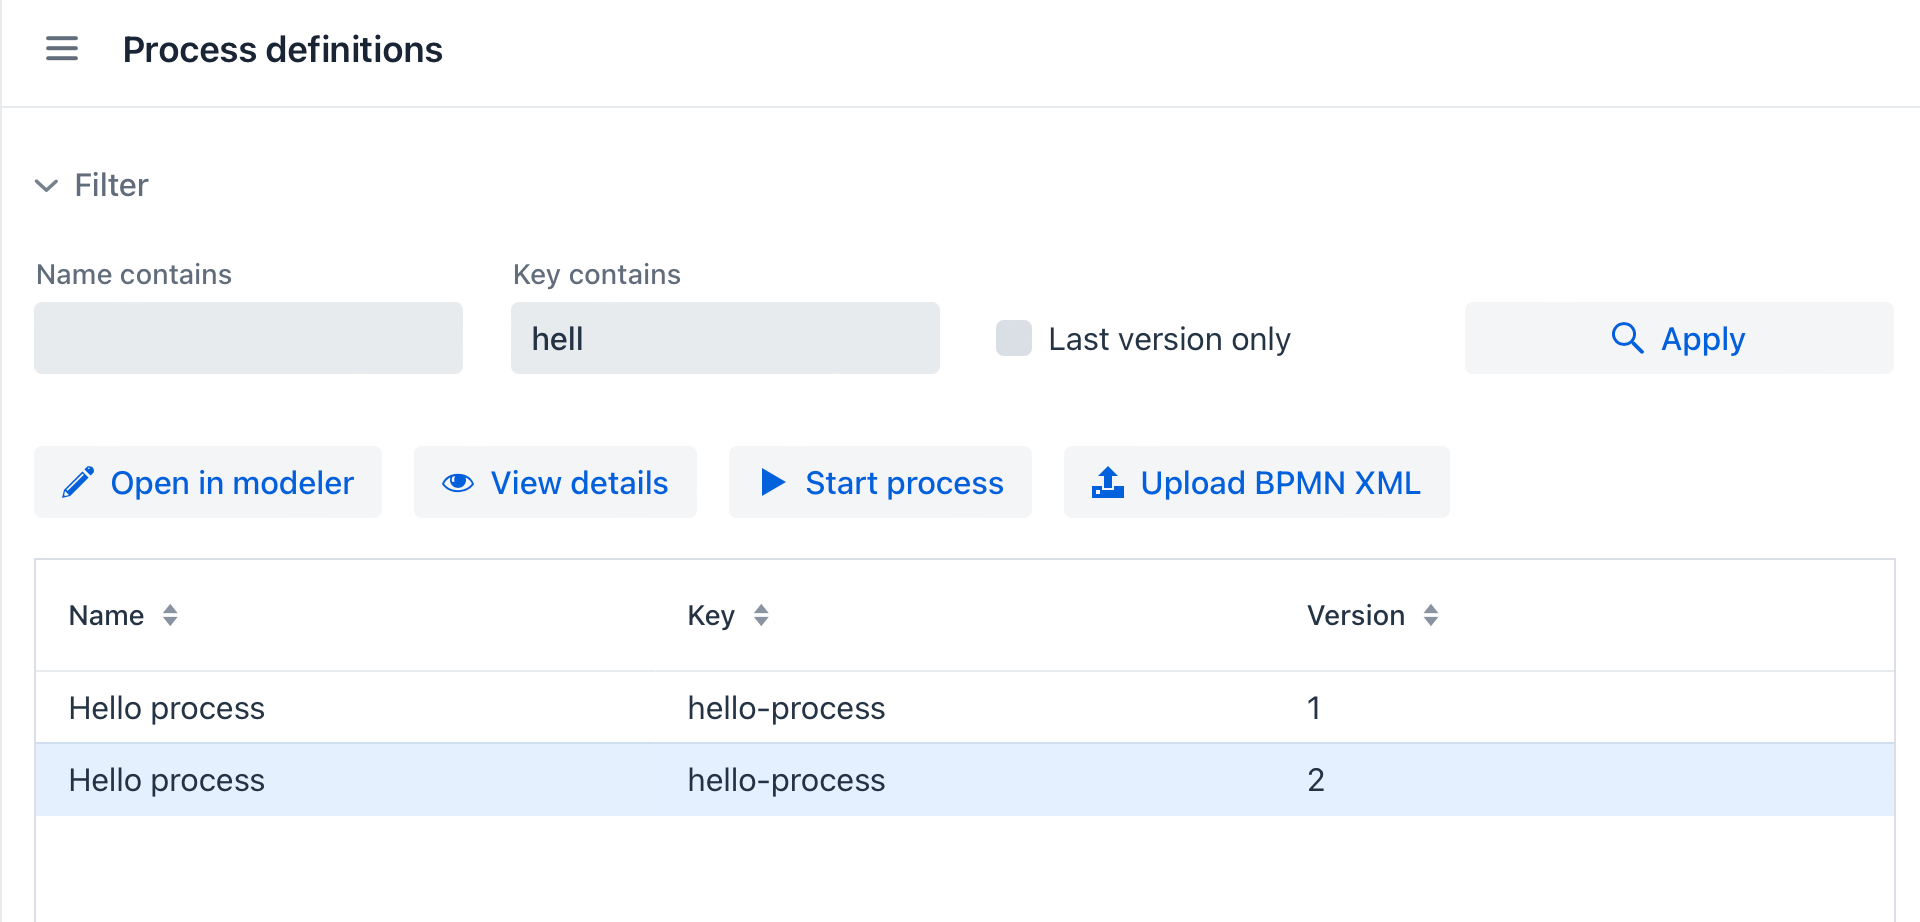 Process definitions
Filter
Name contains Key contains
hell Last version only Apply
Open in modeler View details Start process Upload BPMN XML
Name Key Version
Hello process hello-process 1
Hello process hello-process 2